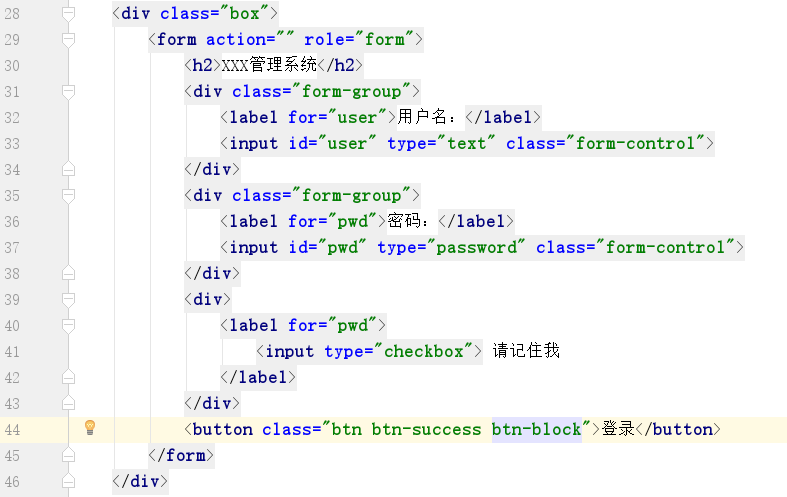 28 <div class="box">
29 <form action="" role="form">
30 <h2>XXX管理系统</h2>
31 <div class="form-group">
32 <label for="user">用户名：</label>
33 <input id="user" type="text" class="form-control">
34 </div>
35 <div class="form-group">
36 <label for="pwd">密码：</label>
37 <input id="pwd" type="password" class="form-control">
38 </div>
39 <div>
40 <label for="pwd">
41 <input type="checkbox"> 请记住我
42 </label>
43 </div>
44 <button class="btn btn-success btn-block">登录</button>
45 </form>
46 </div>